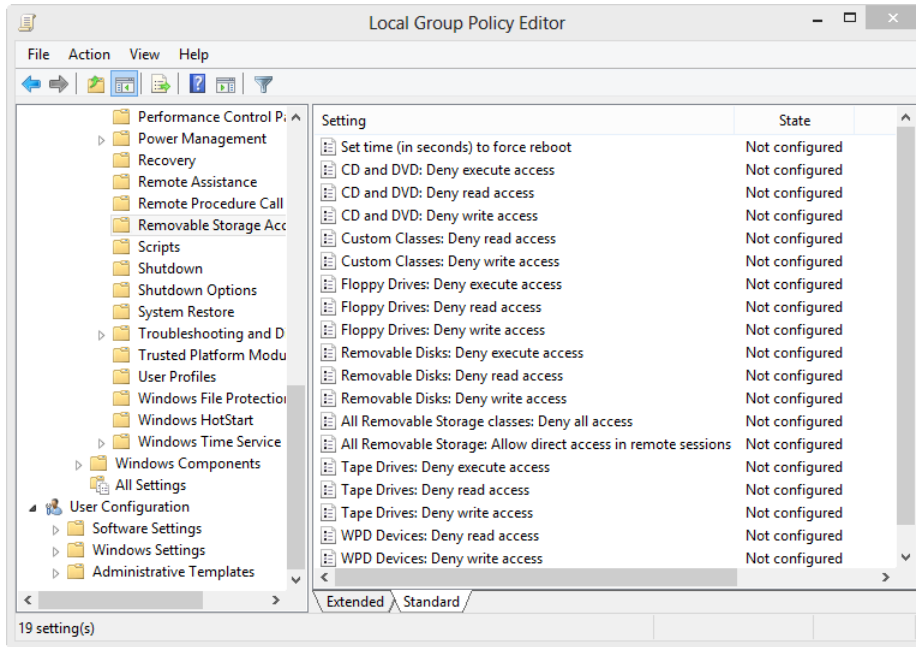 Local Group Policy Editor
File Action View Help
Performance Control Pa
Power Management
Recovery
Remote Assistance
Remote Procedure Call
Removable Storage Acc
Scripts
Shutdown
Shutdown Options
System Restore
Troubleshooting and D
Trusted Platform Modu
User Profiles
Windows File Protection
Windows HotStart
Windows Time Service
Windows Components
All Settings
User Configuration
Software Settings
Windows Settings
Administrative Templates
Setting State
Set time (in seconds) to force reboot Not configured
CD and DVD: Deny execute access Not configured
CD and DVD: Deny read access Not configured
CD and DVD: Deny write access Not configured
Custom Classes: Deny read access Not configured
Custom Classes: Deny write access Not configured
Floppy Drives: Deny execute access Not configured
Floppy Drives: Deny read access Not configured
Floppy Drives: Deny write access Not configured
Removable Disks: Deny execute access Not configured
Removable Disks: Deny read access Not configured
Removable Disks: Deny write access Not configured
All Removable Storage classes: Deny all access Not configured
All Removable Storage: Allow direct access in remote sessions Not configured
Tape Drives: Deny execute access Not configured
Tape Drives: Deny read access Not configured
Tape Drives: Deny write access Not configured
WPD Devices: Deny read access Not configured
WPD Devices: Deny write access Not configured
Extended Standard
19 setting(s)